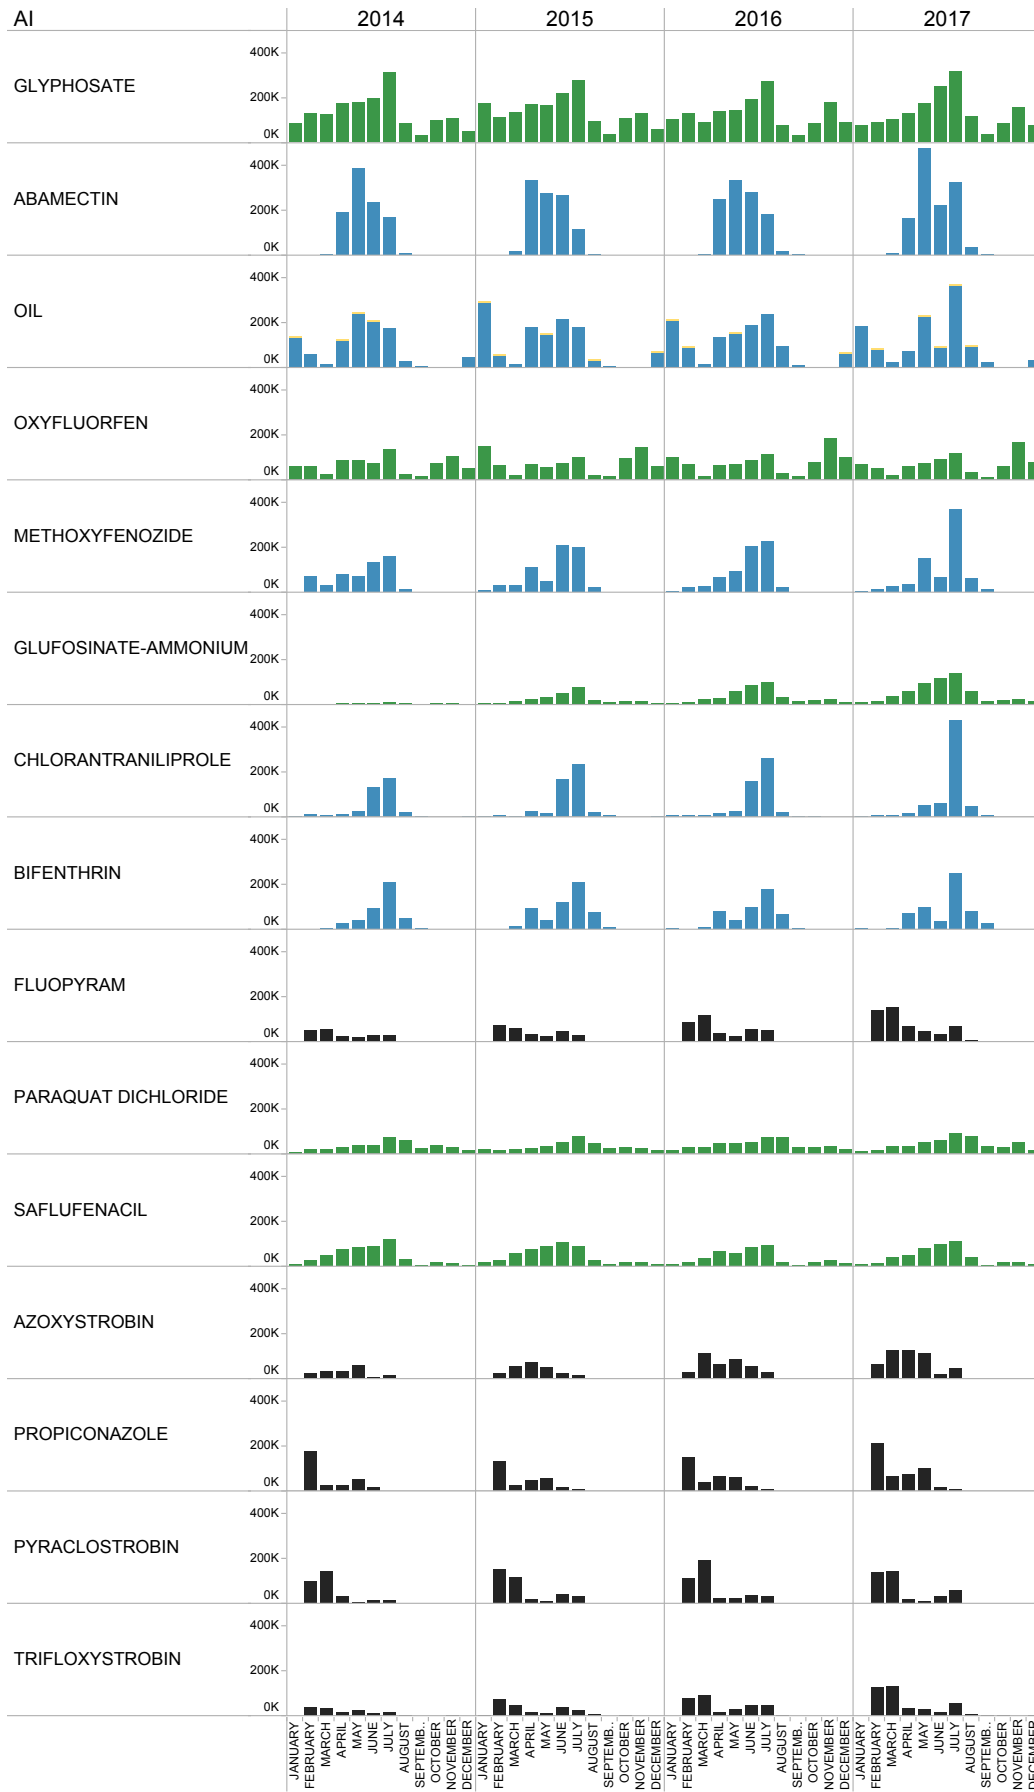 AI 2014 2015 2016 2017
GLYPHOSATE
400K
200K
0K
ABAMECTIN
400K
200K
0K
OIL
400K
200K
0K
OXYFLUORFEN
400K
200K
0K
METHOXYFENOZIDE
400K
200K
0K
GLUFOSINATE-AMMONIUM
400K
200K
0K
CHLORANTRANILIPROLE
400K
200K
0K
BIFENTHRIN
400K
200K
0K
FLUOPYRAM
400K
200K
0K
PARAQUAT DICHLORIDE
400K
200K
0K
SAFLUFENACIL
400K
200K
0K
AZOXYSTROBIN
400K
200K
0K
PROPICONAZOLE
400K
200K
0K
PYRACLOSTROBIN
400K
200K
0K
TRIFLOXYSTROBIN
400K
200K
0K
JANUARY
FEBRUARY
MARCH
APRIL
MAY
JUNE
JULY
AUGUST
SEPTEMB..
OCTOBER
NOVEMBER
DECEMBER
JANUARY
FEBRUARY
MARCH
APRIL
MAY
JUNE
JULY
AUGUST
SEPTEMB..
OCTOBER
NOVEMBER
DECEMBER
JANUARY
FEBRUARY
MARCH
APRIL
MAY
JUNE
JULY
AUGUST
SEPTEMB..
OCTOBER
NOVEMBER
DECEMBER
JANUARY
FEBRUARY
MARCH
APRIL
MAY
JUNE
JULY
AUGUST
SEPTEMB..
OCTOBER
NOVEMBER
DECEMBER